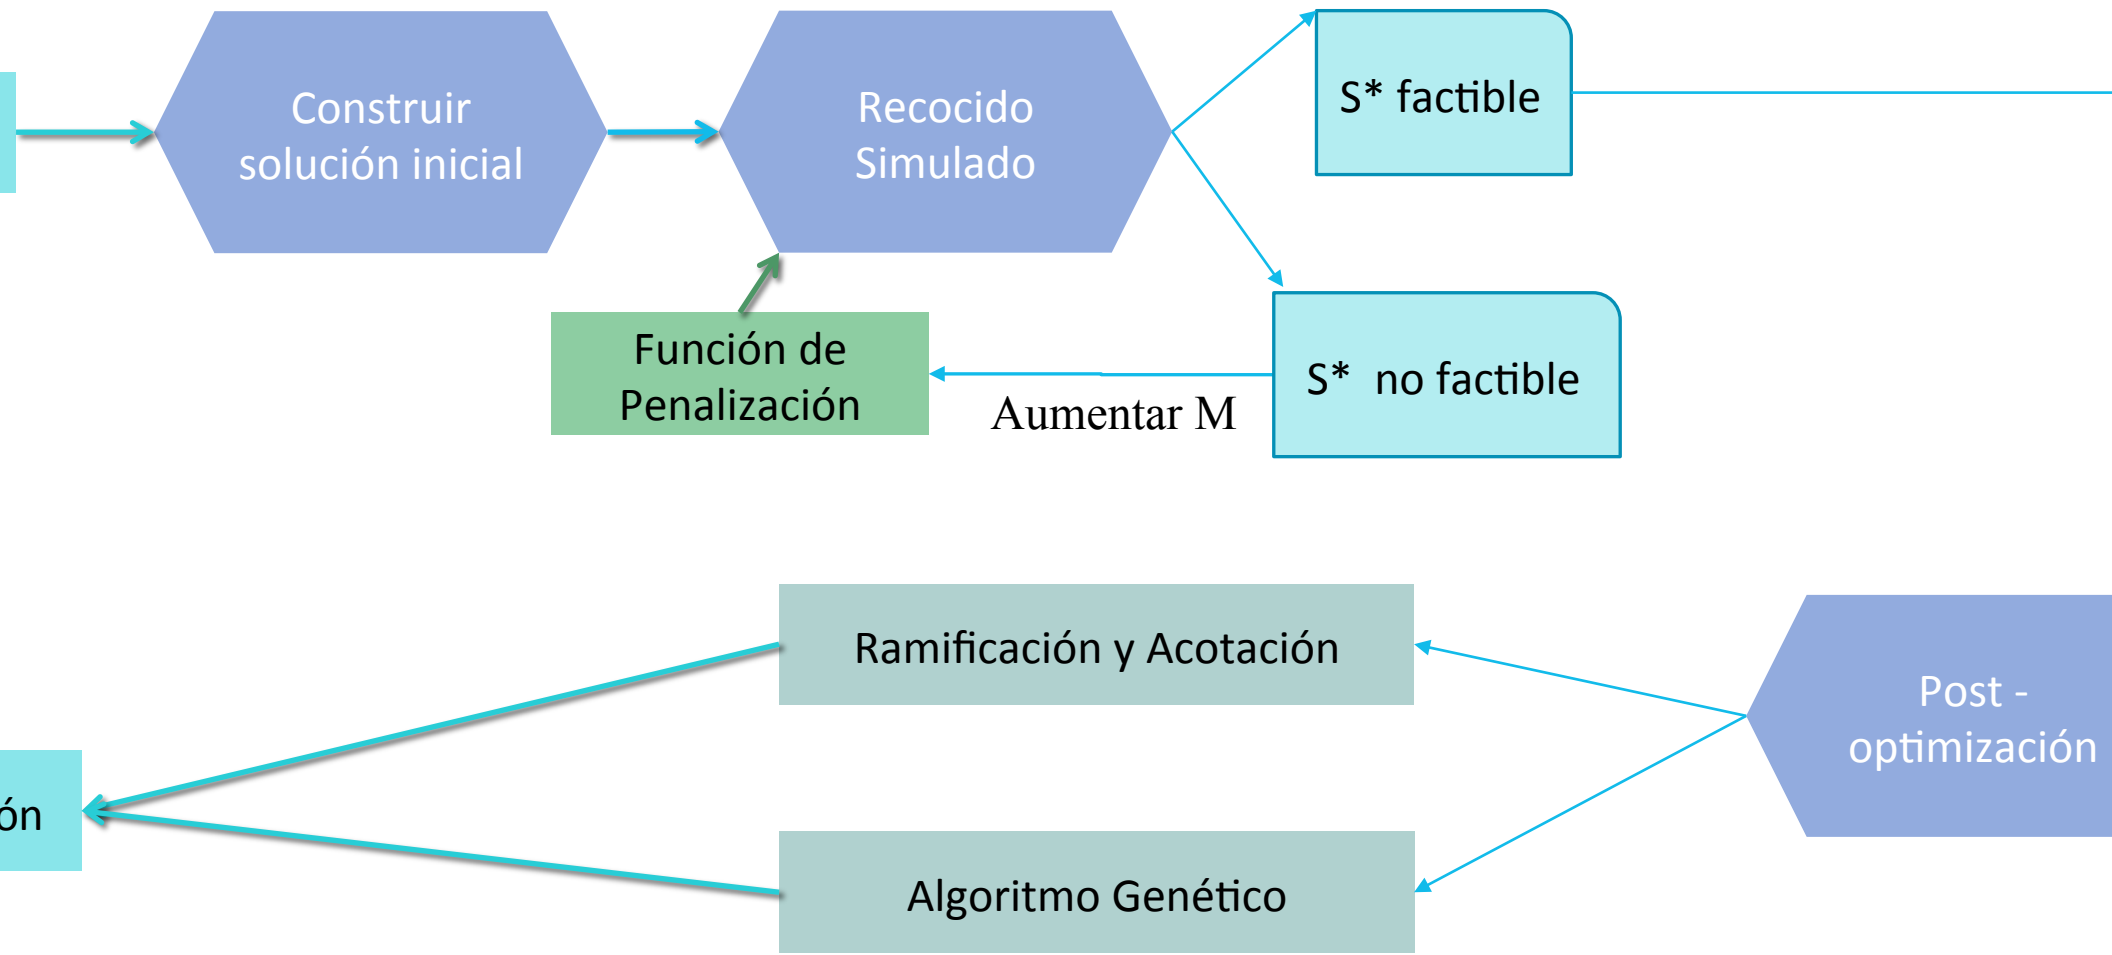 Construir
solución inicial
Recocido
Simulado
S* factible
Función de
Penalización
Aumentar M
S* no factible
Ramificación y Acotación
Post -
optimización
ón
Algoritmo Genético